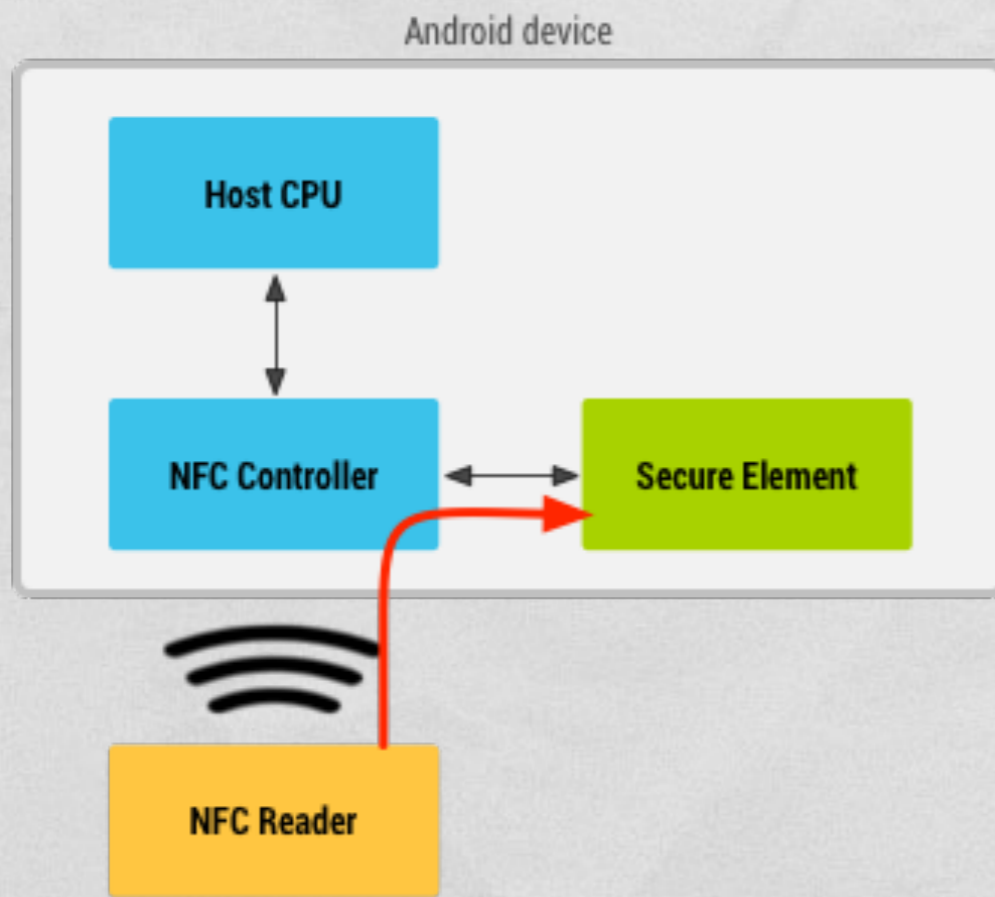 Android device
Host CPU
NFC Controller
Secure Element
NFC Reader